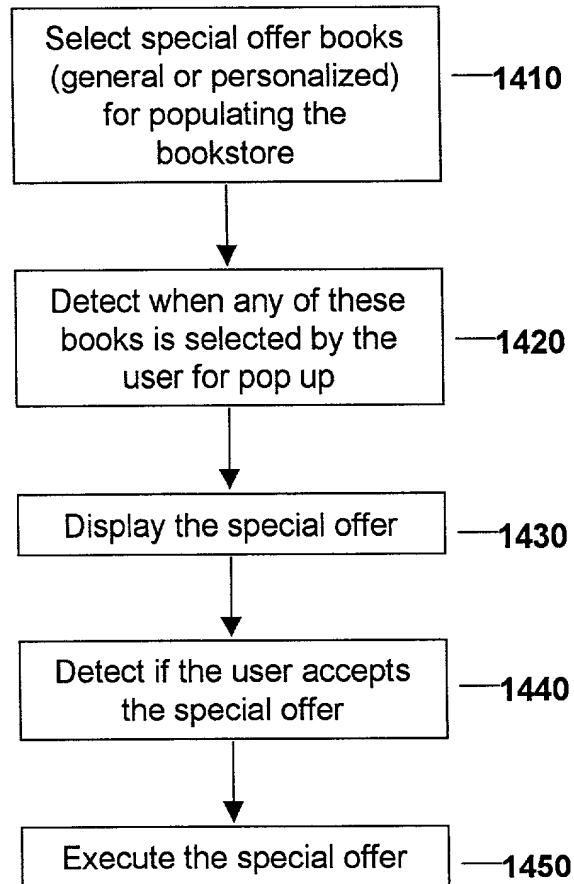 Select special offer books
(general or personalized)
for populating the
bookstore
1410
Detect when any of these
books is selected by the
user for pop up
1420
Display the special offer
1430
Detect if the user accepts
the special offer
1440
Execute the special offer
1450